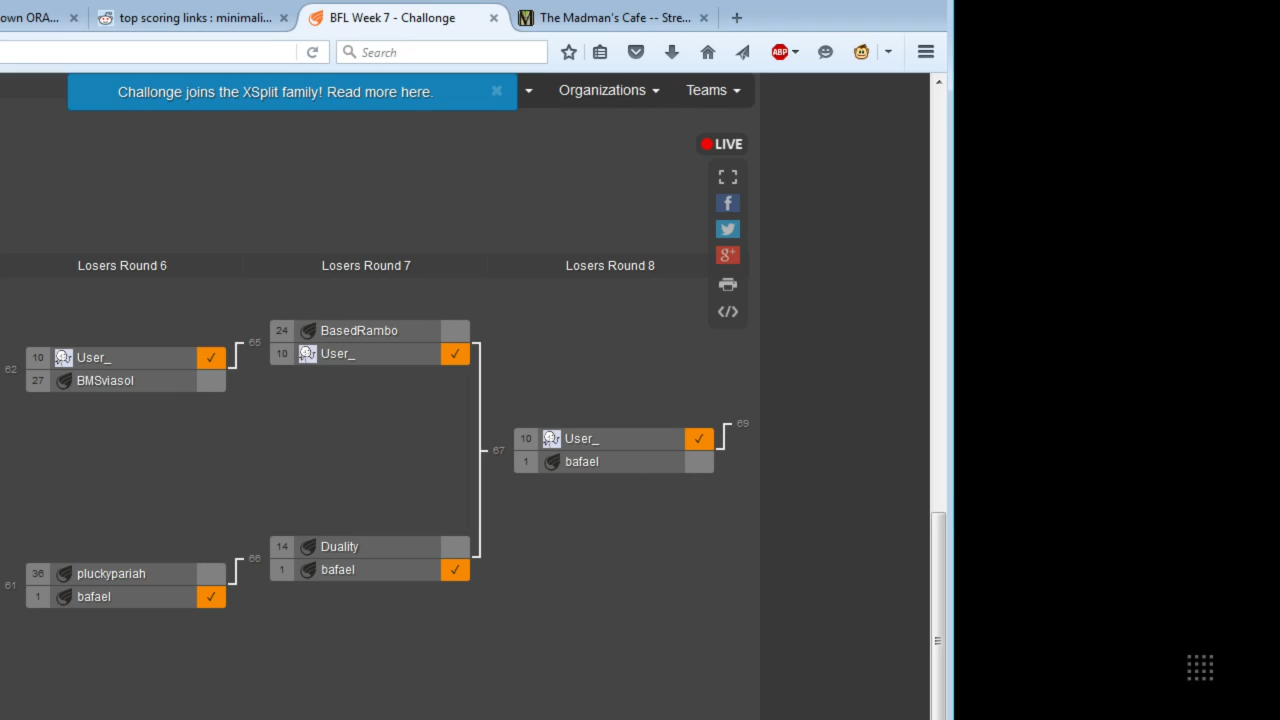 own ORA...
top scoring links : minimali...
BFL Week 7 - Challonge
The Madman's Cafe -- Stre...
Search
ABP
Challonge joins the XSplit family! Read more here.
Organizations
Teams
LIVE
f
g+
</>
Losers Round 6
Losers Round 7
Losers Round 8
62
10 User_ ✓
27 BMSviasol
65
24 BasedRambo
10 User_ ✓
67
10 User_ ✓
1 bafael
69
61
36 pluckypariah
1 bafael ✓
66
14 Duality
1 bafael ✓